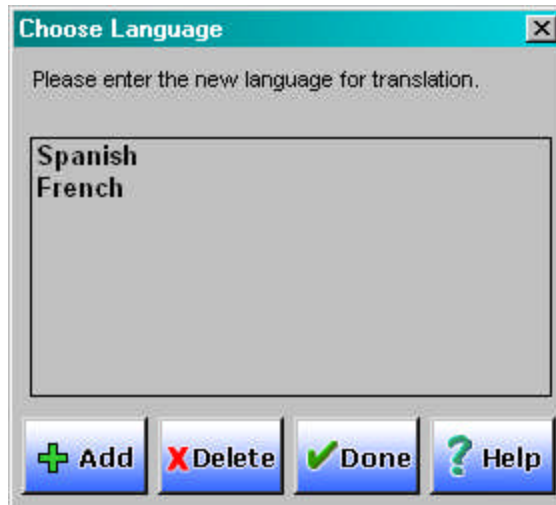 Choose Language
Please enter the new language for translation.
Spanish
French
Add
Delete
Done
Help